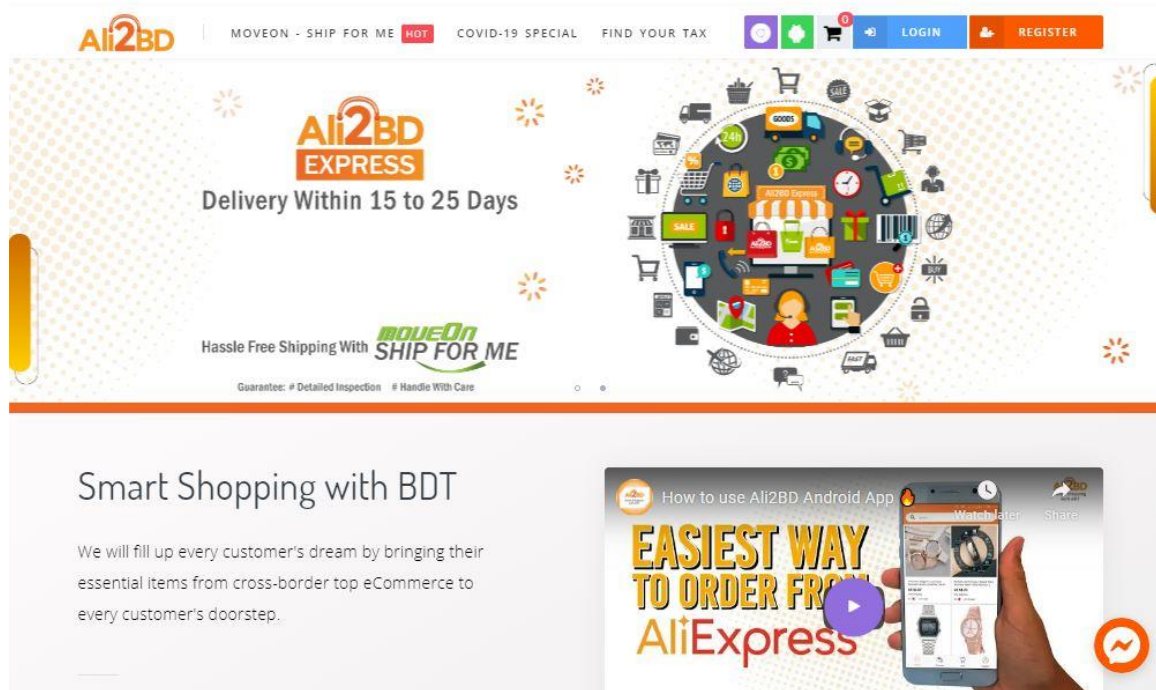 Ali2BD
MOVEON - SHIP FOR ME HOT COVID-19 SPECIAL FIND YOUR TAX 0 LOGIN REGISTER
Ali2BD
EXPRESS
Delivery Within 15 to 25 Days
Hassle Free Shipping With moveOn SHIP FOR ME
Guarantee: # Detailed Inspection # Handle With Care
SALE
GOODS
24h
Ali2BD Express
SALE
BUY
FAST
Smart Shopping with BDT
We will fill up every customer's dream by bringing their
essential items from cross-border top eCommerce to
every customer's doorstep.
How to use Ali2BD Android App
Watch later Share
EASIEST WAY
TO ORDER FR
AliExpress